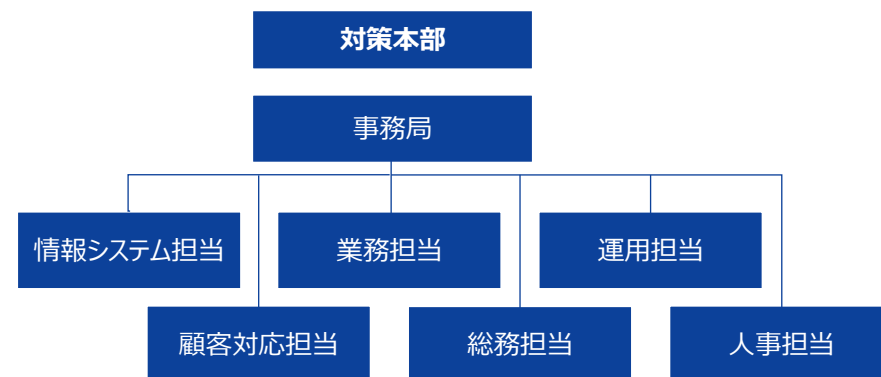 対策本部
事務局
情報システム担当
業務担当
運用担当
顧客対応担当
総務担当
人事担当